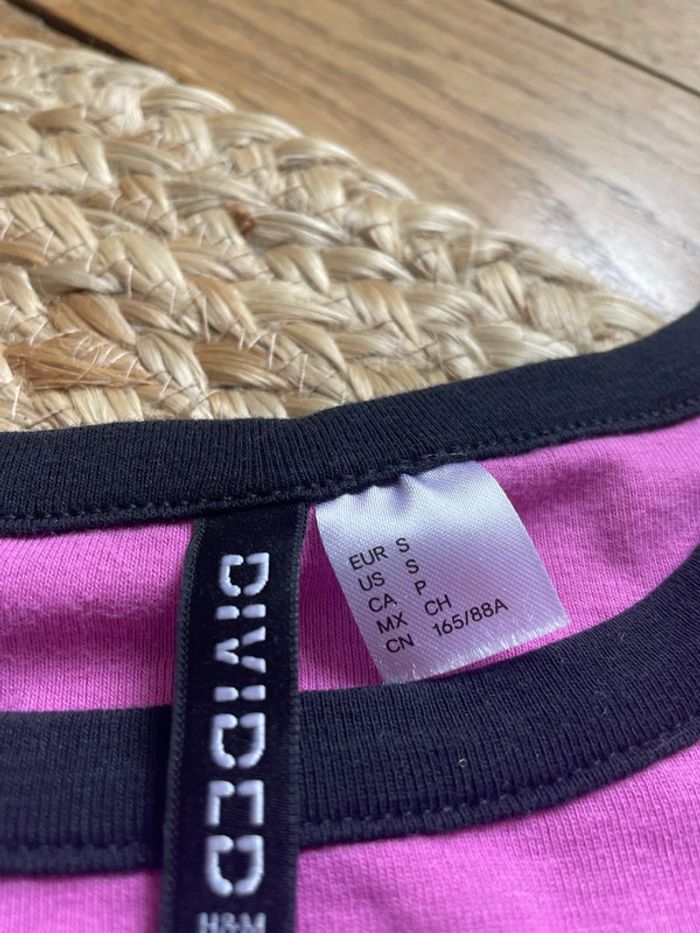 DIVIDED
H&M
EUR S
US S
CA P
MX CH
CN 165/88A